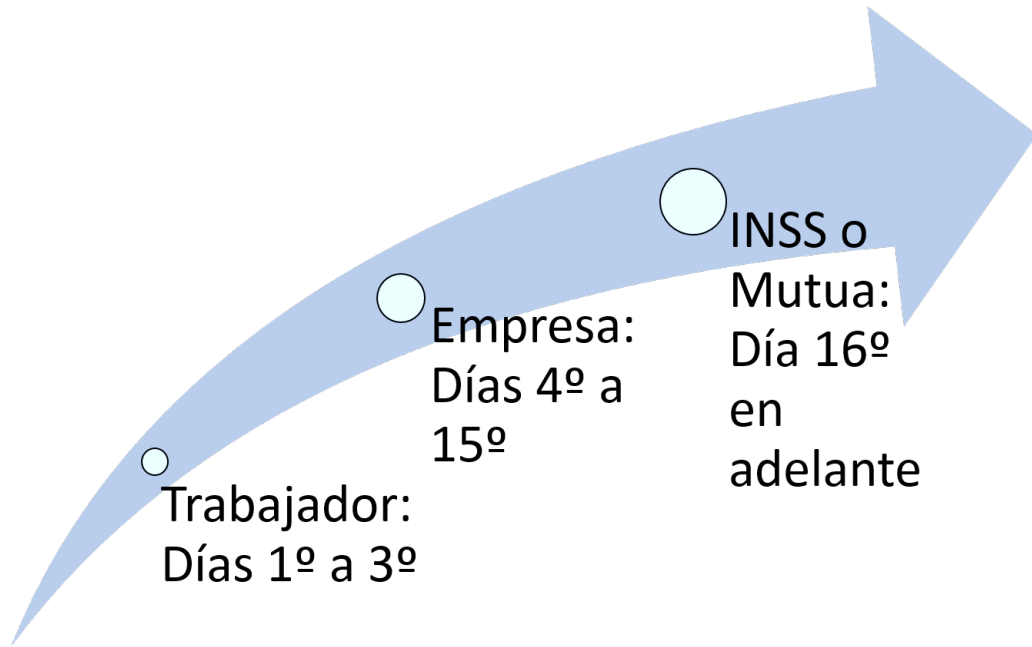 Trabajador:
Días 1º a 3º
Empresa:
Días 4º a
15º
INSS o
Mutua:
Día 16º
en
adelante